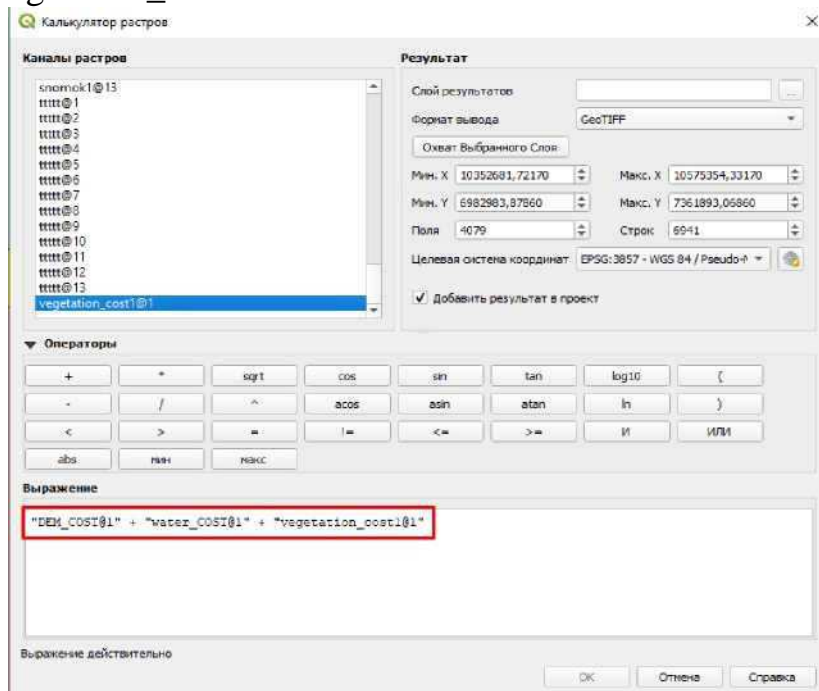 Калькулятор растров
Каналы растров
snomok1@13
ttttt@1
ttttt@2
ttttt@3
ttttt@4
ttttt@5
ttttt@6
ttttt@7
ttttt@8
ttttt@9
ttttt@10
ttttt@11
ttttt@12
ttttt@13
vegetation_cost1@1
Результат
Слой результатов ...
Формат вывода GeoTIFF
Охват Выбранного Слоя
Мин. X 10352681,72170 Макс. X 10575354,33170
Мин. Y 6982983,87860 Макс. Y 7361893,06860
Поля 4079 Строк 6941
Целевая система координат EPSG:3857 - WGS 84 / Pseudo-
Добавить результат в проект
Операторы
+ * sqrt cos sin tan log10 (
- / ^ acos asin atan ln )
< > = != <= >= И ИЛИ
abs мин макс
Выражение
"DEM_COST@1" + "water_COST@1" + "vegetation_cost1@1"
Выражение действительно
OK Отмена Справка